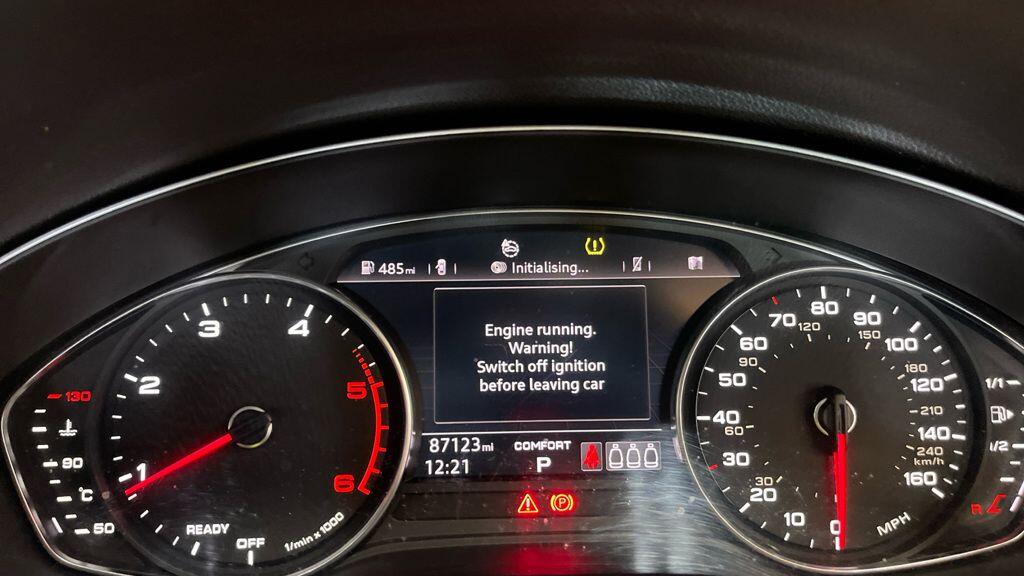 485mi
Initialising...
Engine running.
Warning!
Switch off ignition
before leaving car
87123mi
COMFORT
12:21
P
P
130
90
°C
50
1
2
3
4
5
6
READY
OFF
1/min x 1000
0
10
20
30
40
50
60
70
80
90
100
120
140
160
30
60
90
120
150
180
210
240
km/h
MPH
1/1
1/2
R